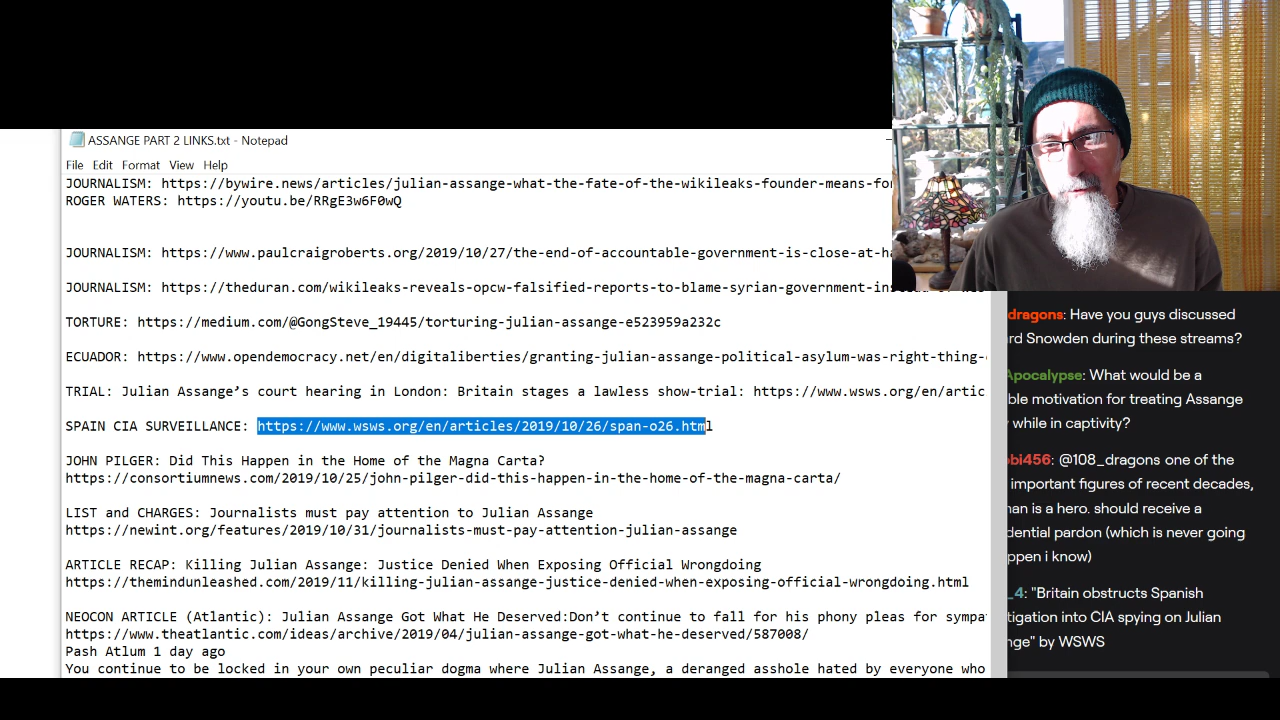 ASSANGE PART 2 LINKS.txt - Notepad
File Edit Format View Help
JOURNALISM: https://bywire.news/articles/julian-assange-what-the-fate-of-the-wikileaks-founder-means-for
ROGER WATERS: https://youtu.be/RRgE3w6F0wQ
JOURNALISM: https://www.paulcraigroberts.org/2019/10/27/the-end-of-accountable-government-is-close-at-ha
JOURNALISM: https://theduran.com/wikileaks-reveals-opcw-falsified-reports-to-blame-syrian-government-in
TORTURE: https://medium.com/@GongSteve_19445/torturing-julian-assange-e523959a232c
ECUADOR: https://www.opendemocracy.net/en/digitaliberties/granting-julian-assange-political-asylum-was-right-thing-
TRIAL: Julian Assange’s court hearing in London: Britain stages a lawless show-trial: https://www.wsws.org/en/artic
SPAIN CIA SURVEILLANCE: https://www.wsws.org/en/articles/2019/10/26/span-o26.html
JOHN PILGER: Did This Happen in the Home of the Magna Carta?
https://consortiumnews.com/2019/10/25/john-pilger-did-this-happen-in-the-home-of-the-magna-carta/
LIST and CHARGES: Journalists must pay attention to Julian Assange
https://newint.org/features/2019/10/31/journalists-must-pay-attention-julian-assange
ARTICLE RECAP: Killing Julian Assange: Justice Denied When Exposing Official Wrongdoing
https://themindunleashed.com/2019/11/killing-julian-assange-justice-denied-when-exposing-official-wrongdoing.html
NEOCON ARTICLE (Atlantic): Julian Assange Got What He Deserved:Don’t continue to fall for his phony pleas for sympa
https://www.theatlantic.com/ideas/archive/2019/04/julian-assange-got-what-he-deserved/587008/
Pash Atlum 1 day ago
You continue to be locked in your own peculiar dogma where Julian Assange, a deranged asshole hated by everyone who
dragons: Have you guys discussed
rd Snowden during these streams?
Apocalypse: What would be a
ble motivation for treating Assange
while in captivity?
obi456: @108_dragons one of the
important figures of recent decades,
man is a hero. should receive a
dential pardon (which is never going
ppen i know)
_4: "Britain obstructs Spanish
tigation into CIA spying on Julian
nge" by WSWS